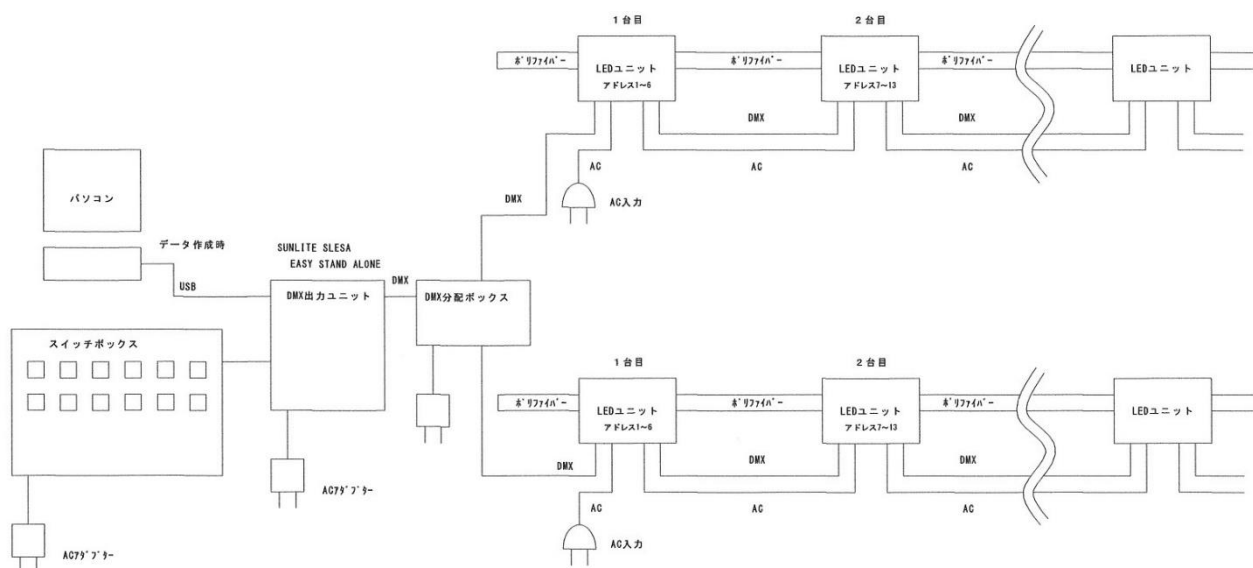 1台目
2台目
ﾎﾟﾘﾌｧｲﾊﾞｰ
LEDユニット
アドレス1~6
ﾎﾟﾘﾌｧｲﾊﾞｰ
LEDユニット
アドレス7~13
ﾎﾟﾘﾌｧｲﾊﾞｰ
LEDユニット
DMX
DMX
AC
AC
AC
AC入力
DMX
パソコン
データ作成時
USB
SUNLITE SLESA
EASY STAND ALONE
DMX出力ユニット
DMX
DMX分配ボックス
スイッチボックス
ACｱﾀﾞﾌﾟﾀｰ
ACｱﾀﾞﾌﾟﾀｰ
1台目
2台目
ﾎﾟﾘﾌｧｲﾊﾞｰ
LEDユニット
アドレス1~6
ﾎﾟﾘﾌｧｲﾊﾞｰ
LEDユニット
アドレス7~13
ﾎﾟﾘﾌｧｲﾊﾞｰ
LEDユニット
DMX
DMX
DMX
AC
AC
AC
AC入力